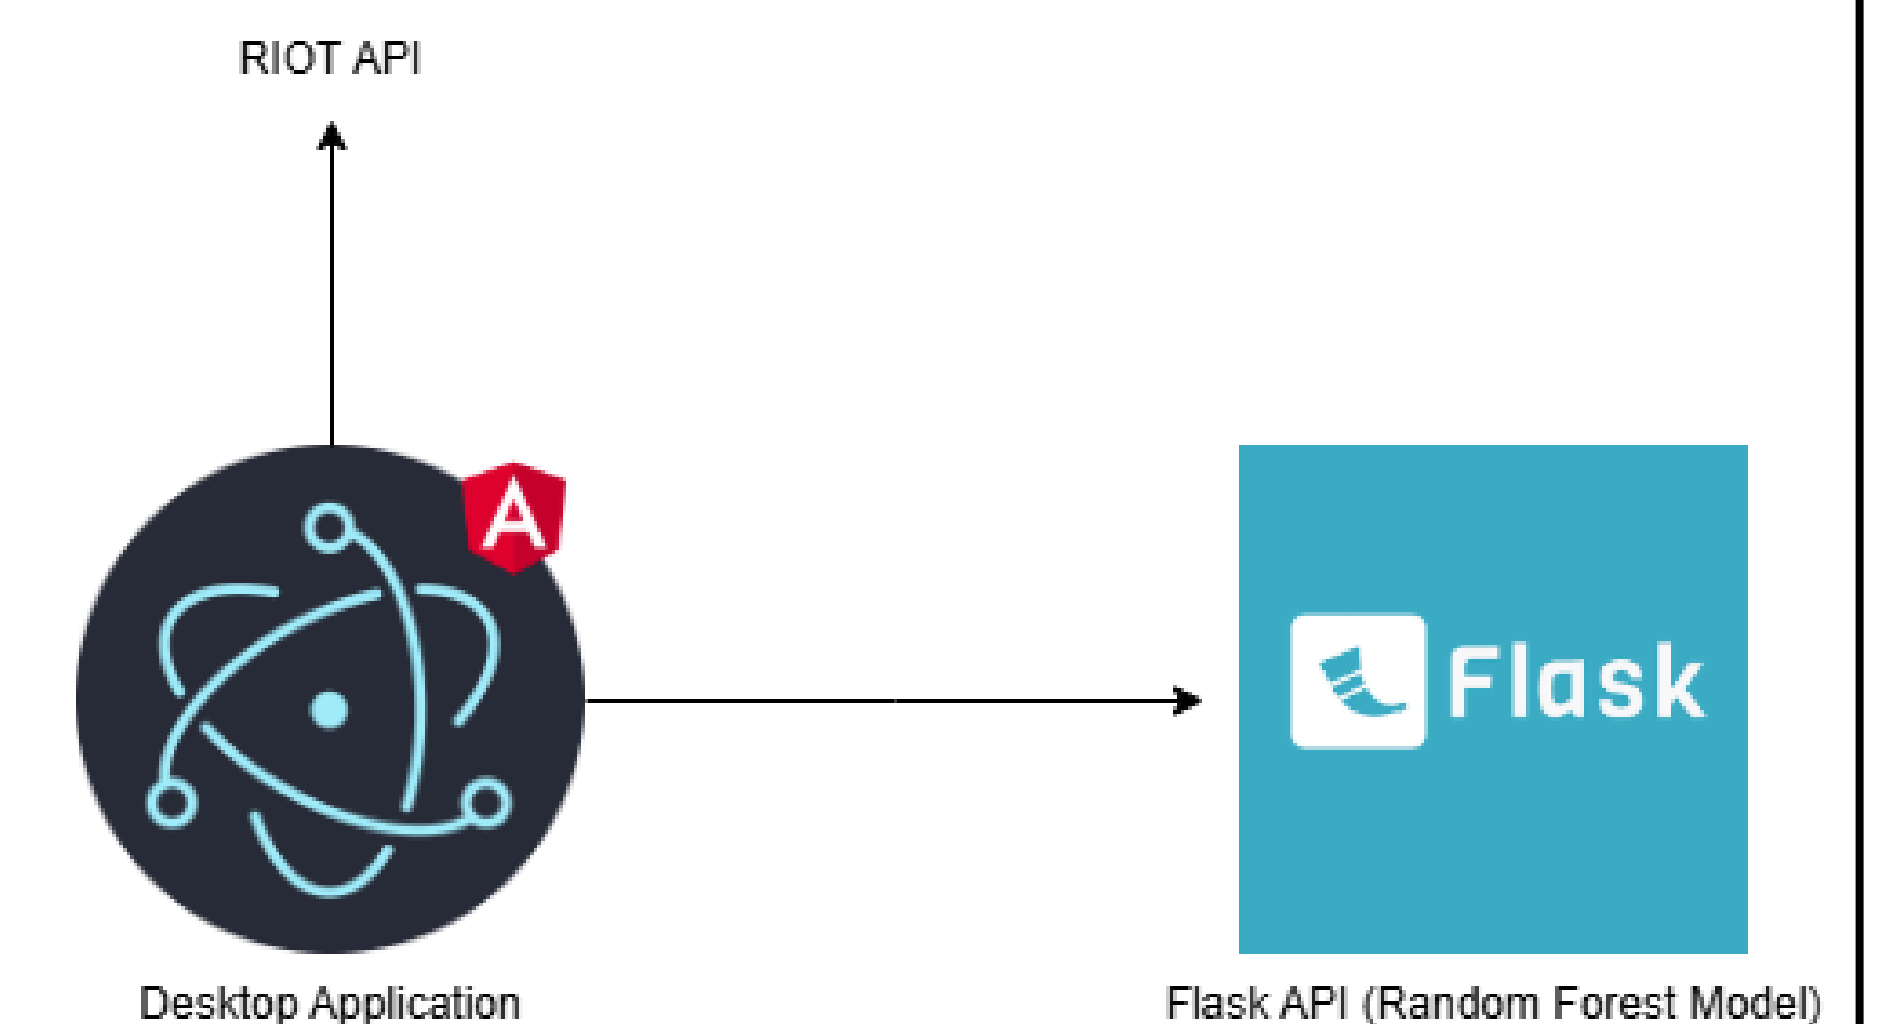 RIOT API
A
Flask
Desktop Application
Flask API (Random Forest Model)